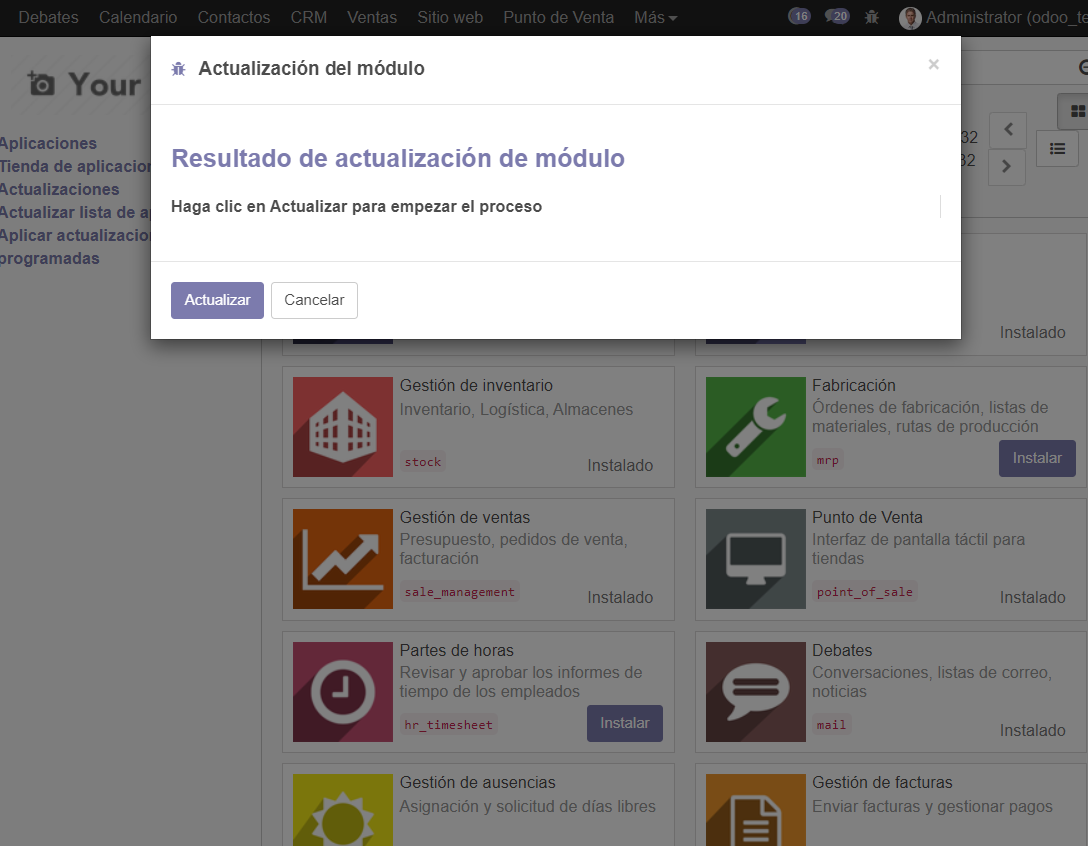 Debates Calendario Contactos CRM Ventas Sitio web Punto de Venta Más 16 20 Administrator (odoo_te
Actualización del módulo ×
Your
Resultado de actualización de módulo
Haga clic en Actualizar para empezar el proceso
Actualizar Cancelar
Aplicaciones
Tienda de aplicacion
Actualizaciones
Actualizar lista de ap
Aplicar actualizacion
programadas
32
32
Instalado
Gestión de inventario
Inventario, Logística, Almacenes
stock
Instalado
Fabricación
Órdenes de fabricación, listas de
materiales, rutas de producción
mrp
Instalar
Gestión de ventas
Presupuesto, pedidos de venta,
facturación
sale_management
Instalado
Punto de Venta
Interfaz de pantalla táctil para
tiendas
point_of_sale
Instalado
Partes de horas
Revisar y aprobar los informes de
tiempo de los empleados
hr_timesheet
Instalar
Debates
Conversaciones, listas de correo,
noticias
mail
Instalado
Gestión de ausencias
Asignación y solicitud de días libres
Gestión de facturas
Enviar facturas y gestionar pagos